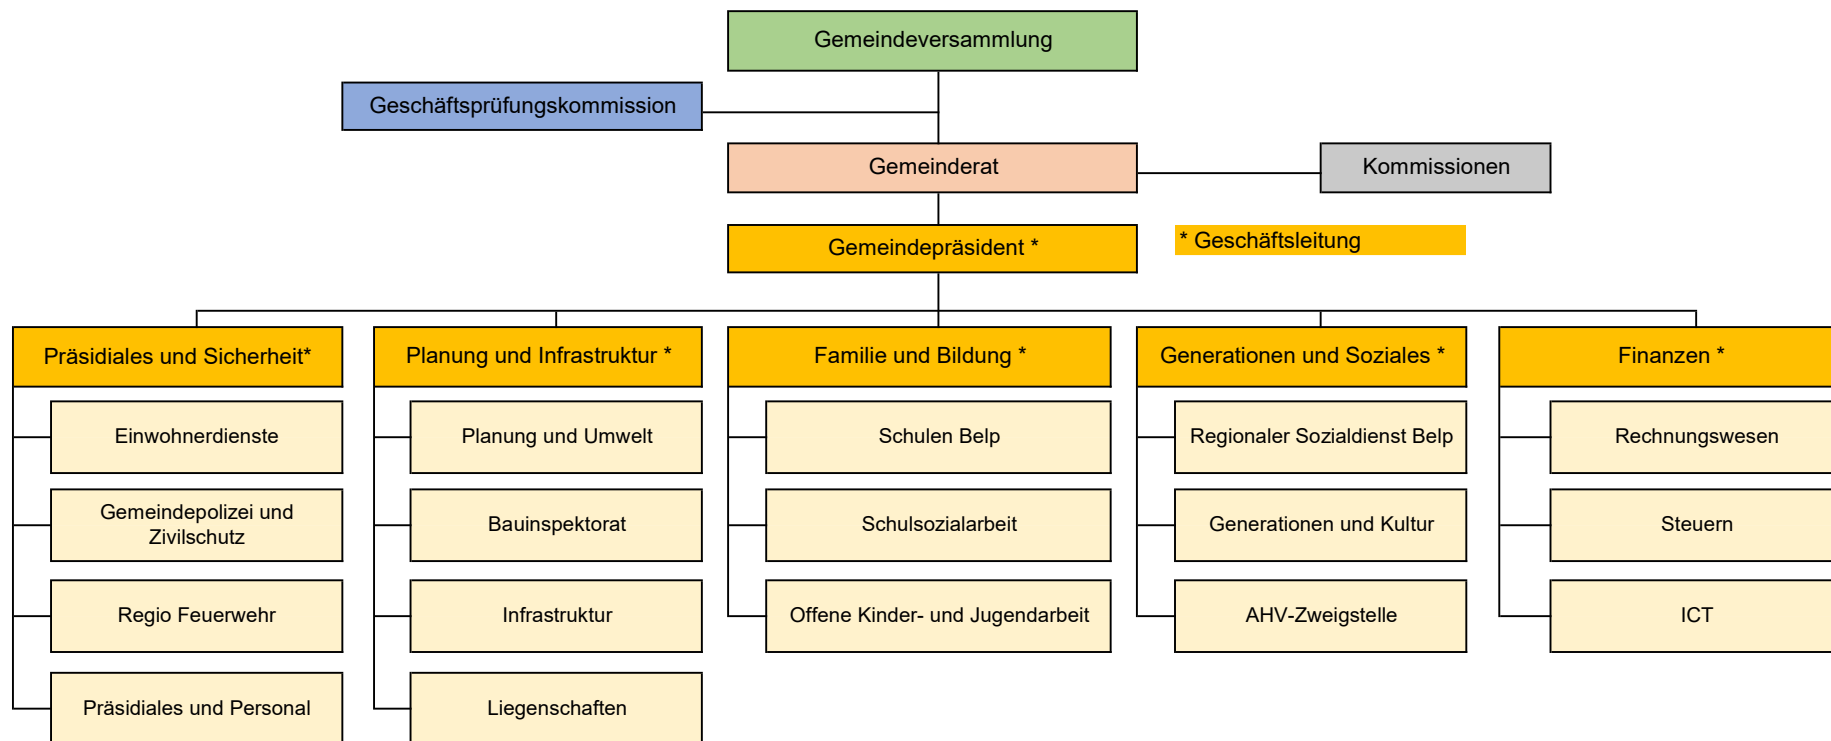 Gemeindeversammlung
Geschäftsprüfungskommission
Gemeinderat
Kommissionen
Gemeindepräsident *
* Geschäftsleitung
Präsidiales und Sicherheit*
Planung und Infrastruktur *
Familie und Bildung *
Generationen und Soziales *
Finanzen *
Einwohnerdienste
Planung und Umwelt
Schulen Belp
Regionaler Sozialdienst Belp
Rechnungswesen
Gemeindepolizei und
Zivilschutz
Bauinspektorat
Schulsozialarbeit
Generationen und Kultur
Steuern
Regio Feuerwehr
Infrastruktur
Offene Kinder- und Jugendarbeit
AHV-Zweigstelle
ICT
Präsidiales und Personal
Liegenschaften